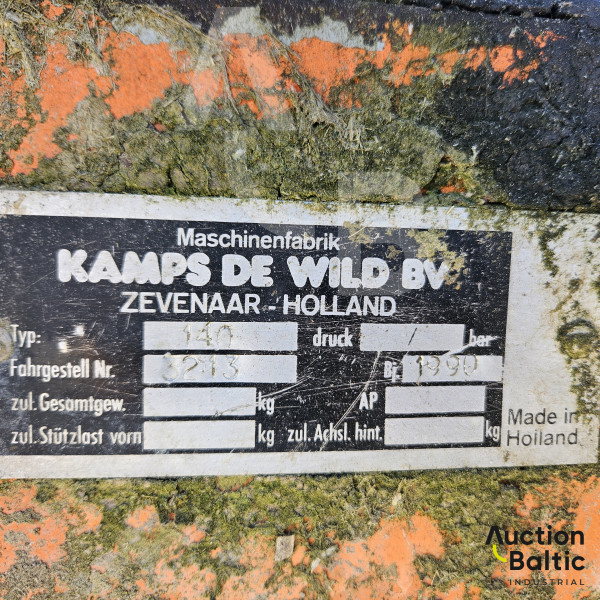 Maschinenfabrik
KAMPS DE WILD BV
ZEVENAAR - HOLLAND
Typ: 140 druck / bar
Fahrgestell Nr. 3213 Bj. 1990
zul. Gesamtgew. kg AP
zul. Stützlast vorn kg zul. Achsl. hint. kg
Made in
Holland
Auction
Baltic
INDUSTRIAL